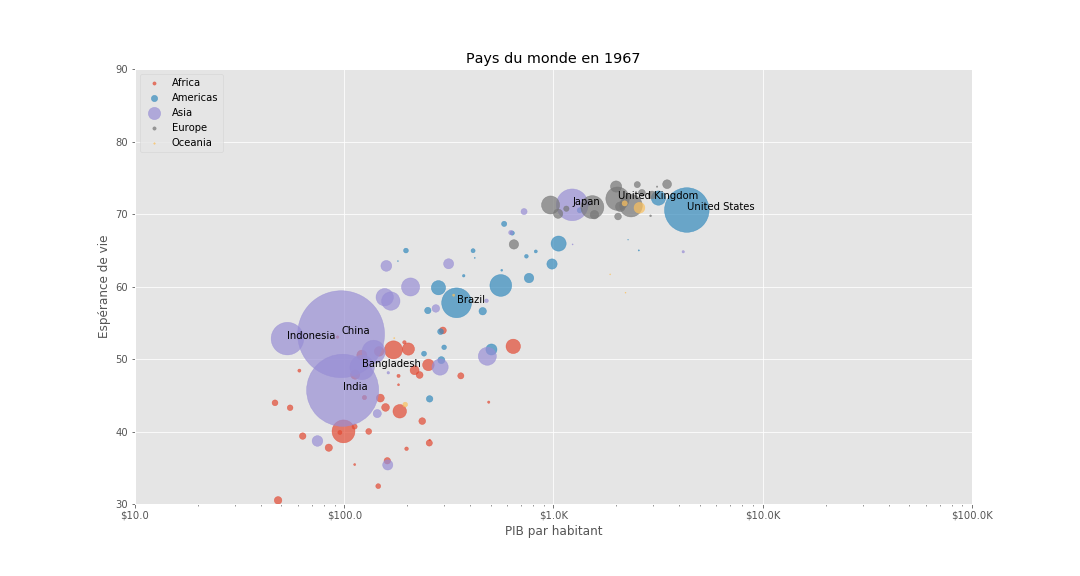 Pays du monde en 1967
90
80
70
60
50
40
30
Espérance de vie
Africa
Americas
Asia
Europe
Oceania
United Kingdom
Japan
United States
Brazil
China
Indonesia
Bangladesh
India
$10.0
$100.0
$1.0K
$10.0K
$100.0K
PIB par habitant